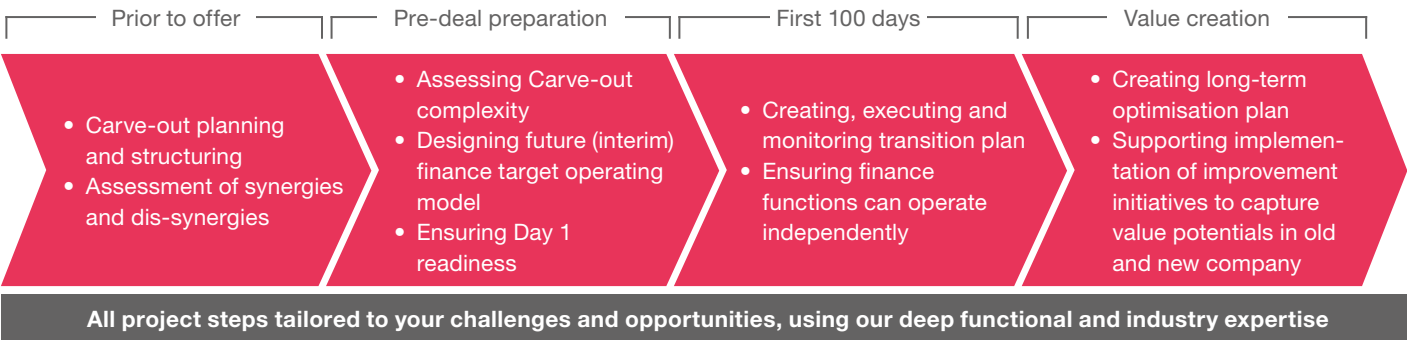 Prior to offer
Pre-deal preparation
First 100 days
Value creation
• Carve-out planning
and structuring
• Assessment of synergies
and dis-synergies
• Assessing Carve-out
complexity
• Designing future (interim)
finance target operating
model
• Ensuring Day 1
readiness
• Creating, executing and
monitoring transition plan
• Ensuring finance
functions can operate
independently
• Creating long-term
optimisation plan
• Supporting implemen-
tation of improvement
initiatives to capture
value potentials in old
and new company
All project steps tailored to your challenges and opportunities, using our deep functional and industry expertise